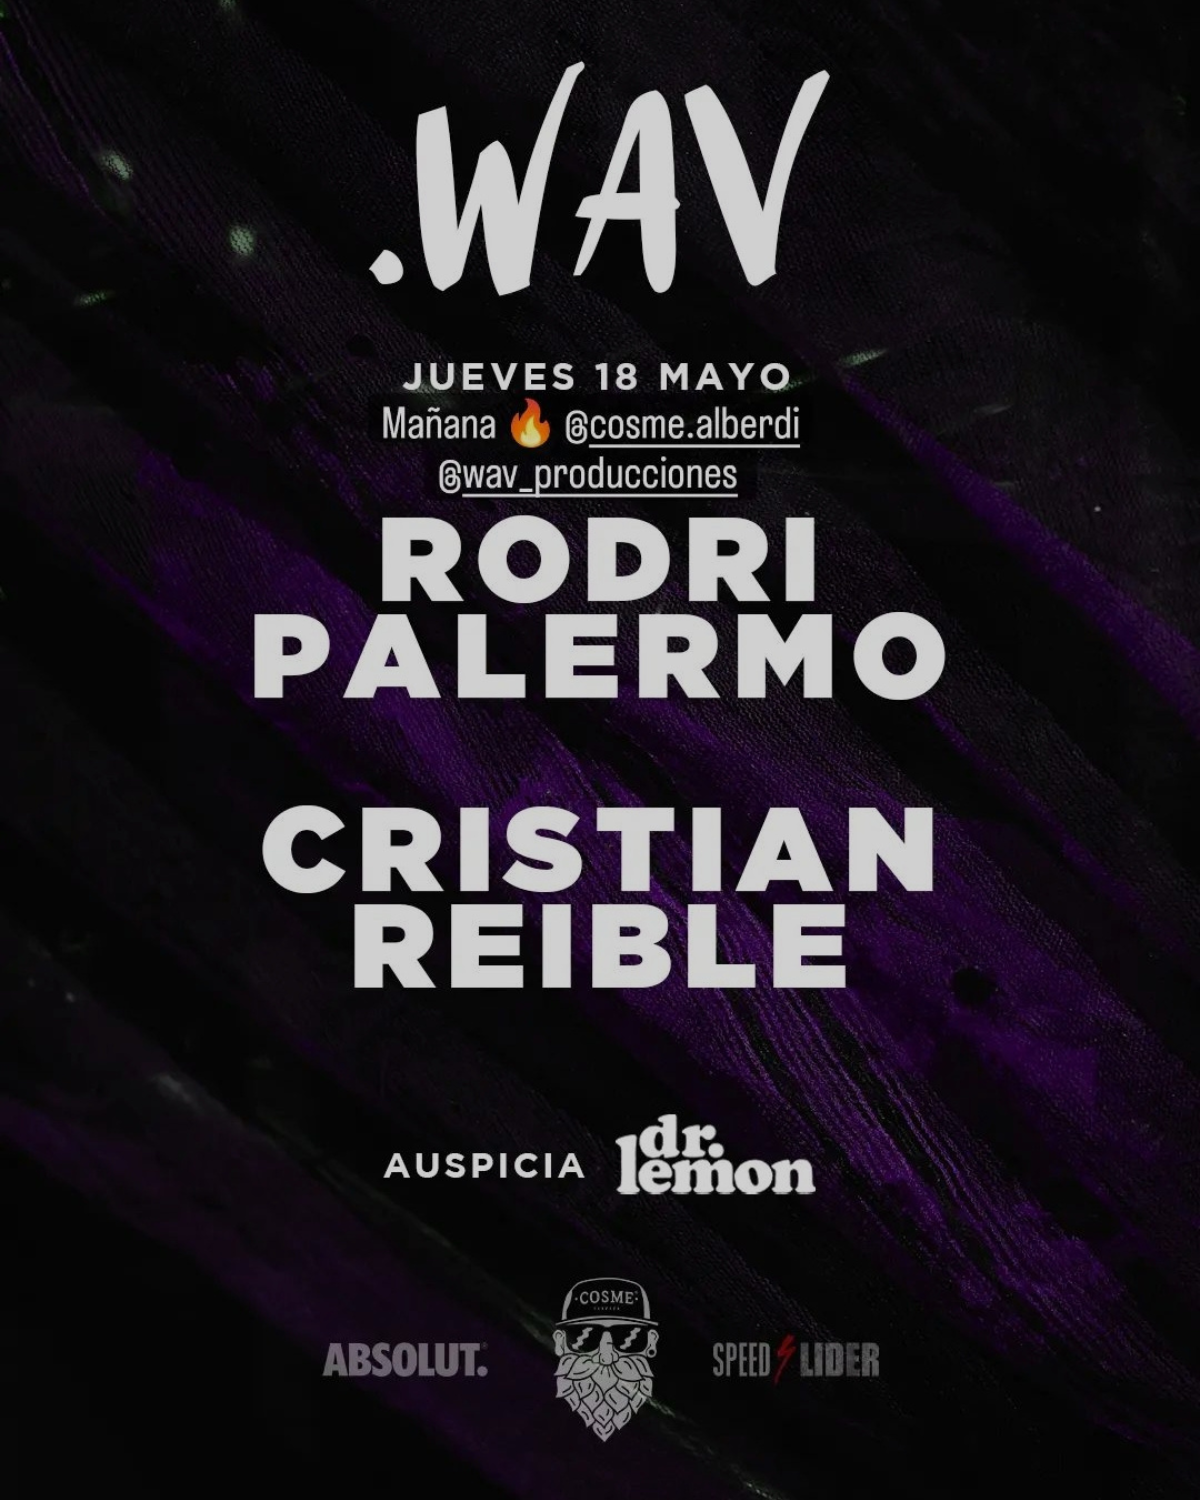 .WAV
JUEVES 18 MAYO
Mañana 🔥 @cosme.alberdi
@wav_producciones
RODRI
PALERMO
CRISTIAN
REIBLE
AUSPICIA dr. lemon
·COSME·
ABSOLUT.
SPEED LIDER